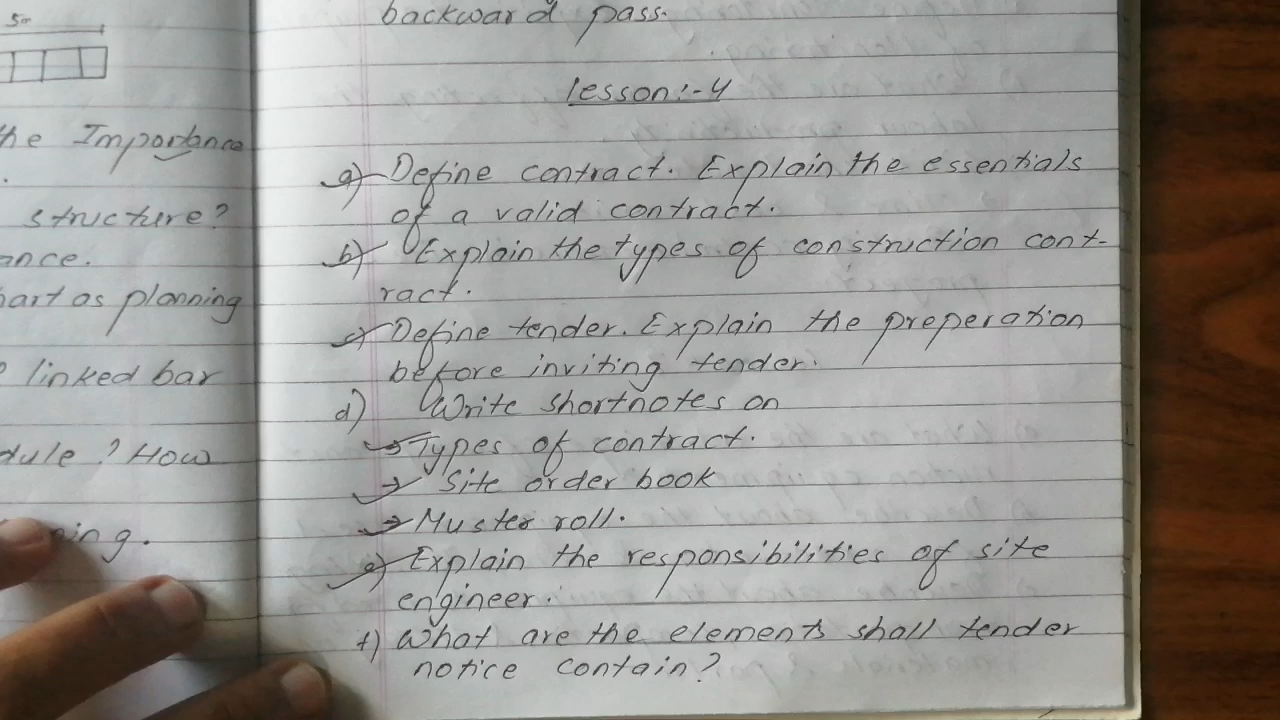 5m
he Importance
.
structure?
ance.
art as planning
linked bar
dule? How
ning.
backward pass.
Lesson:-4
a) Define contract. Explain the essentials
of a valid contract.
b) Explain the types of construction cont-
ract.
c) Define tender. Explain the preperation
before inviting tender.
d) Write shortnotes on
→ Types of contract.
→ Site order book
→ Muster roll.
e) Explain the responsibilities of site
engineer.
f) What are the elements shall tender
notice contain?